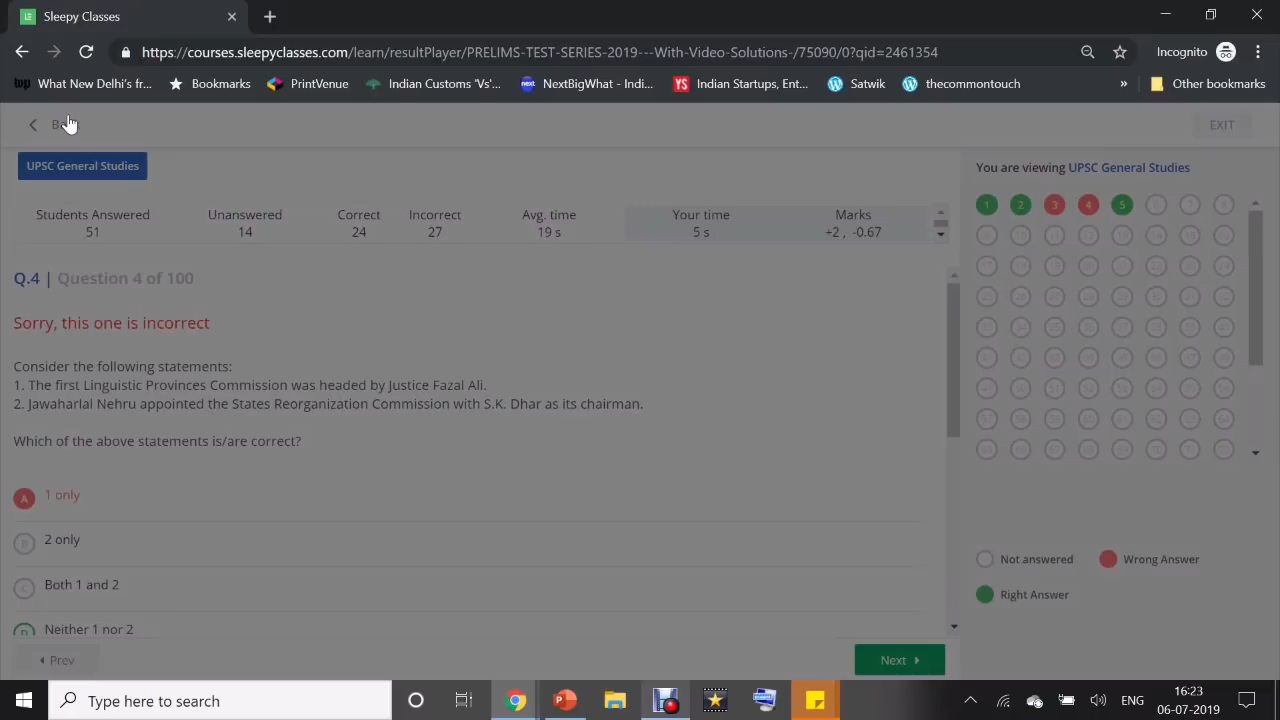 Sleepy Classes
https://courses.sleepyclasses.com/learn/resultPlayer/PRELIMS-TEST-SERIES-2019---With-Video-Solutions-/75090/0?qid=2461354
Incognito
What New Delhi's fr...
Bookmarks
PrintVenue
Indian Customs 'Vs'...
NextBigWhat - Indi...
YS
Indian Startups, Ent...
Satwik
thecommontouch
»
Other bookmarks
EXIT
UPSC General Studies
You are viewing UPSC General Studies
Students Answered Unanswered Correct Incorrect Avg. time Your time Marks
51 14 24 27 19 s 5 s +2 , -0.67
1 2 3 4 5
Q.4 | Question 4 of 100
Sorry, this one is incorrect
Consider the following statements:
1. The first Linguistic Provinces Commission was headed by Justice Fazal Ali.
2. Jawaharlal Nehru appointed the States Reorganization Commission with S.K. Dhar as its chairman.
Which of the above statements is/are correct?
A 1 only
B 2 only
C Both 1 and 2
D Neither 1 nor 2
Not answered
Wrong Answer
Right Answer
Prev
Next
Type here to search
ENG
16:23
06-07-2019